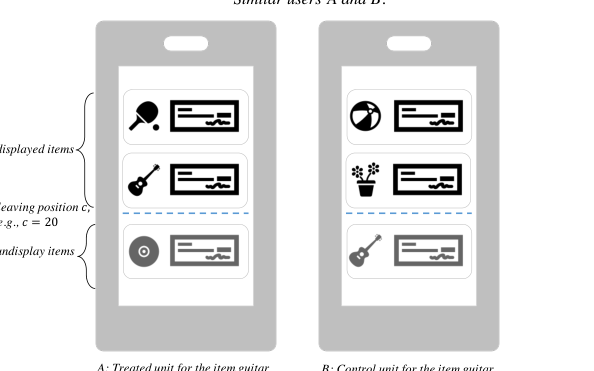 Similar users A and B:
displayed items
leaving position c,
e.g., c = 20
undisplay items
A: Treated unit for the item guitar
B: Control unit for the item guitar